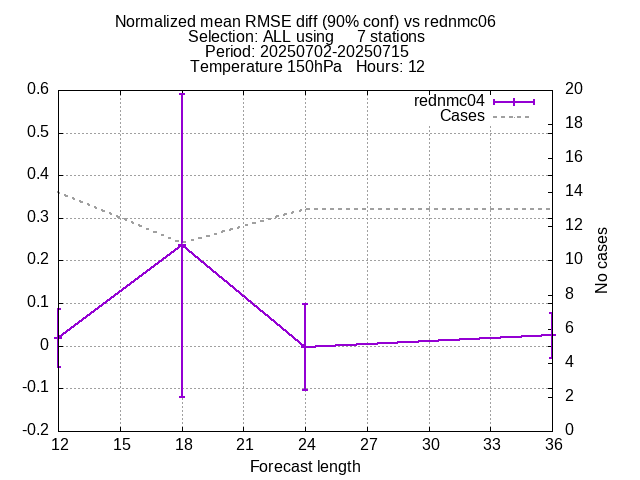 Normalized mean RMSE diff (90% conf) vs rednmc06
Selection: ALL using 7 stations
Period: 20250702-20250715
Temperature 150hPa Hours: 12
rednmc04
Cases
0.6
0.5
0.4
0.3
0.2
0.1
0
-0.1
-0.2
20
18
16
14
12
10
8
6
4
2
0
No cases
12 15 18 21 24 27 30 33 36
Forecast length